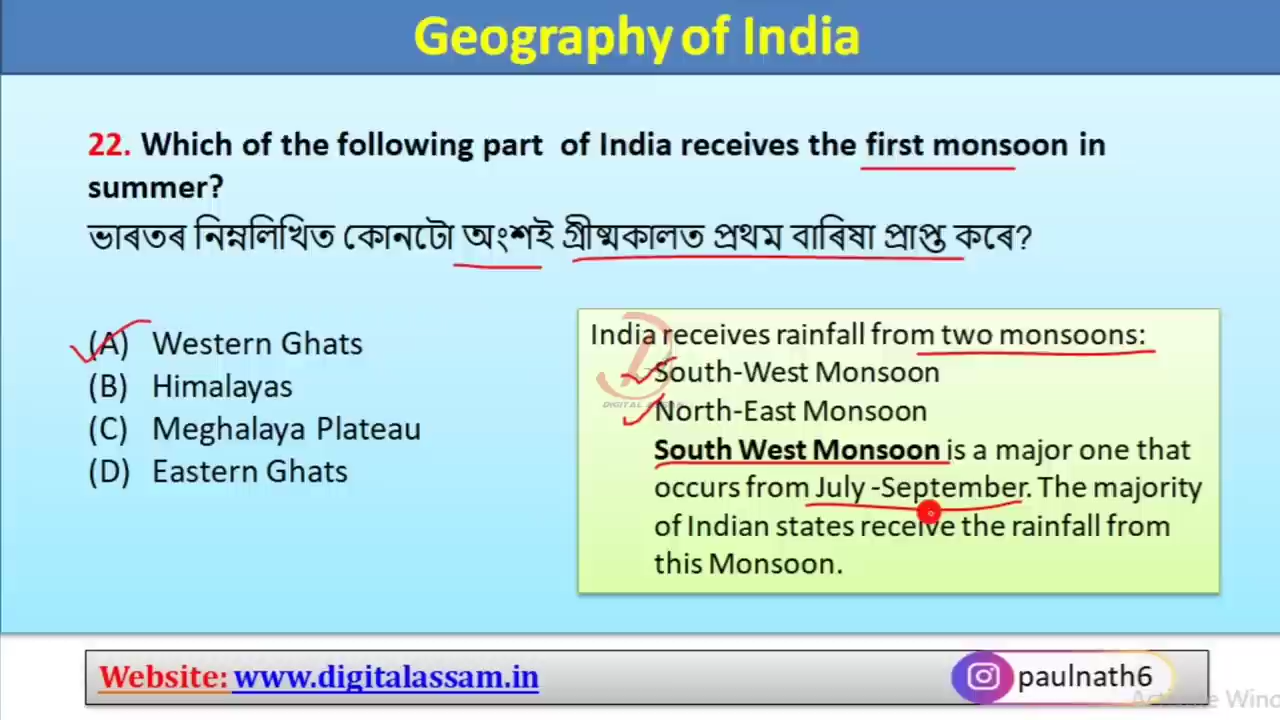 Geography of India
22. Which of the following part of India receives the first monsoon in
summer?
ভাৰতৰ নিম্নলিখিত কোনটো অংশই গ্ৰীষ্মকালত প্ৰথম বাৰিষা প্ৰাপ্ত কৰে?
(A) Western Ghats
(B) Himalayas
(C) Meghalaya Plateau
(D) Eastern Ghats
India receives rainfall from two monsoons:
South-West Monsoon
North-East Monsoon
South West Monsoon is a major one that
occurs from July -September. The majority
of Indian states receive the rainfall from
this Monsoon.
DIGITAL
Website: www.digitalassam.in
paulnath6
Activate Wind